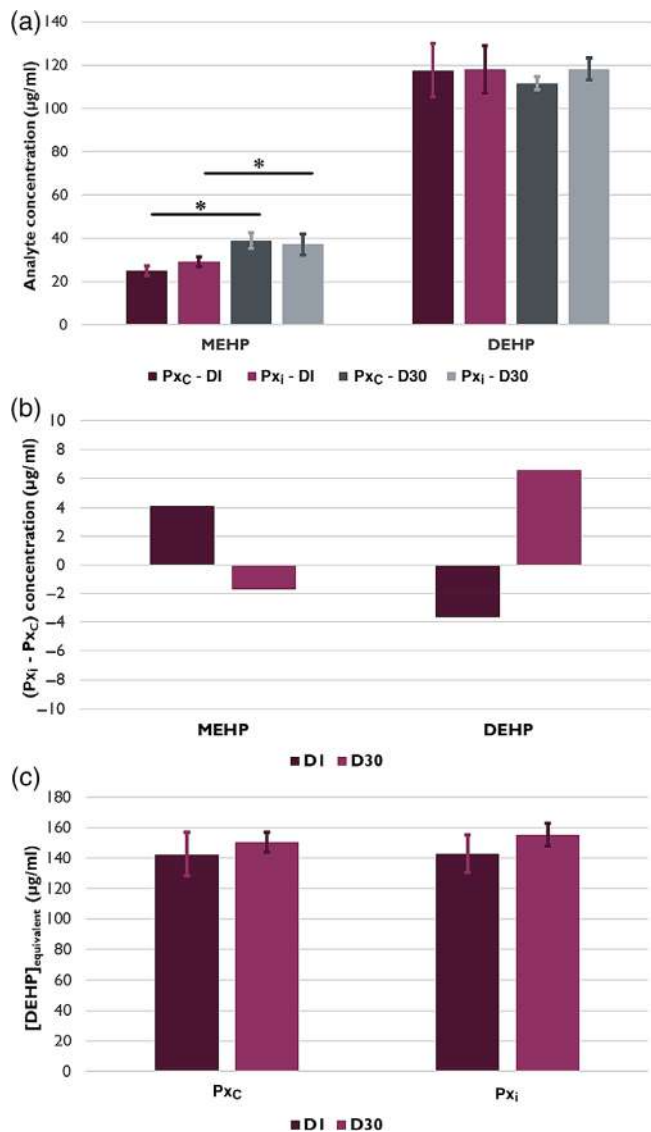 (a)
Analyte concentration (µg/ml)
140
120
100
80
60
40
20
0
*
*
MEHP
DEHP
PxC - D1
Pxi - D1
PxC - D30
Pxi - D30
(b)
(Pxi - PxC) concentration (µg/ml)
10
8
6
4
2
0
−2
−4
−6
−8
−10
MEHP
DEHP
D1
D30
(c)
[DEHP]equivalent (µg/ml)
180
160
140
120
100
80
60
40
20
0
PxC
Pxi
D1
D30